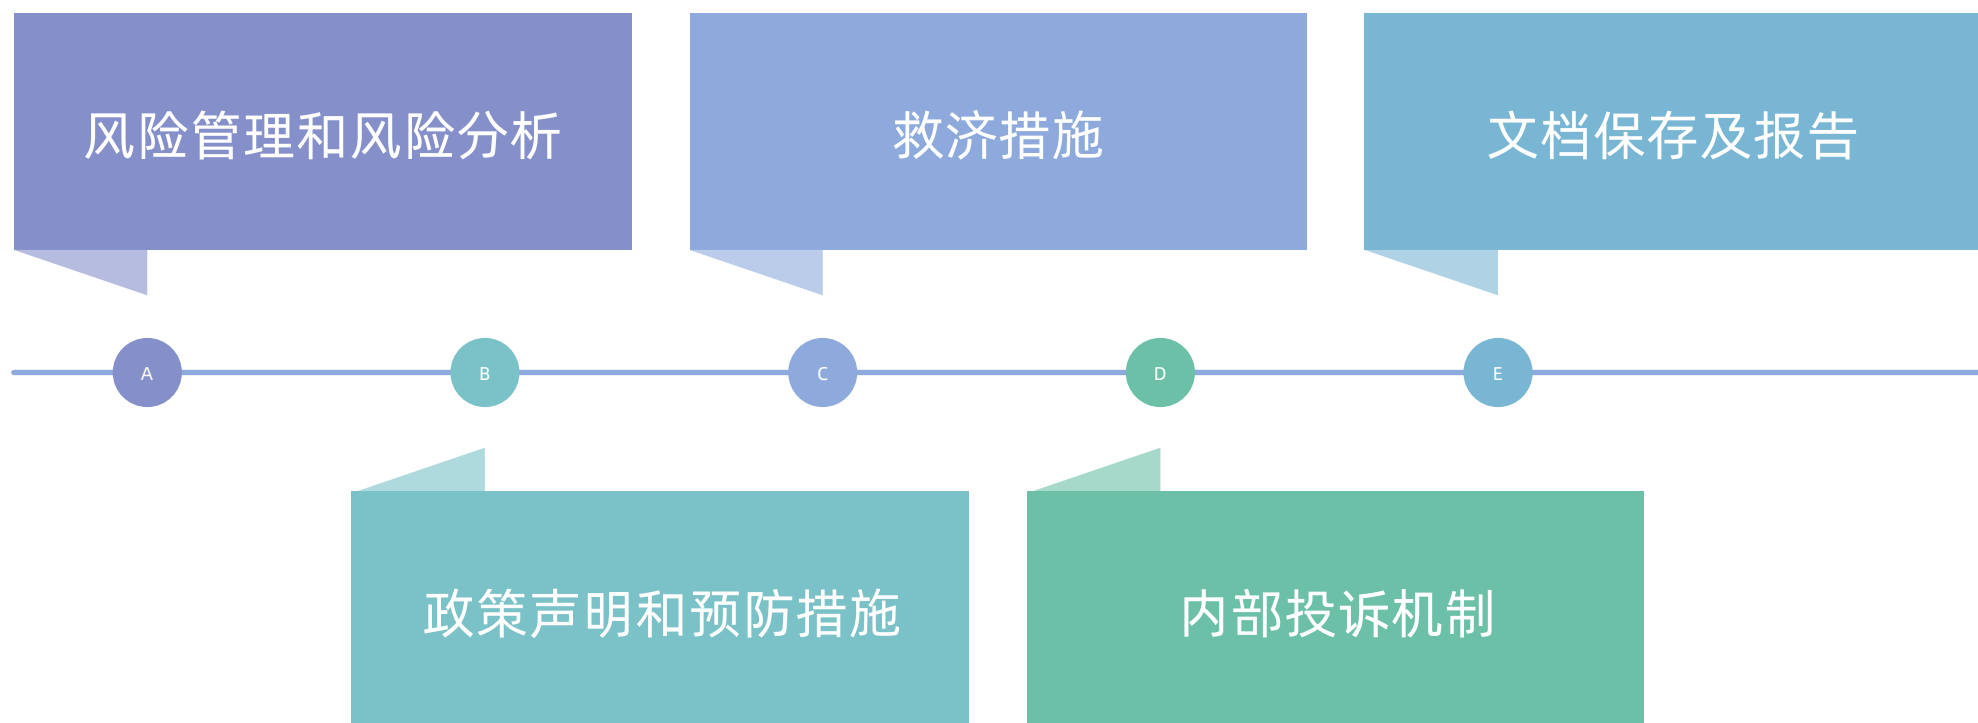 风险管理和风险分析
救济措施
文档保存及报告
A
B
C
D
E
政策声明和预防措施
内部投诉机制